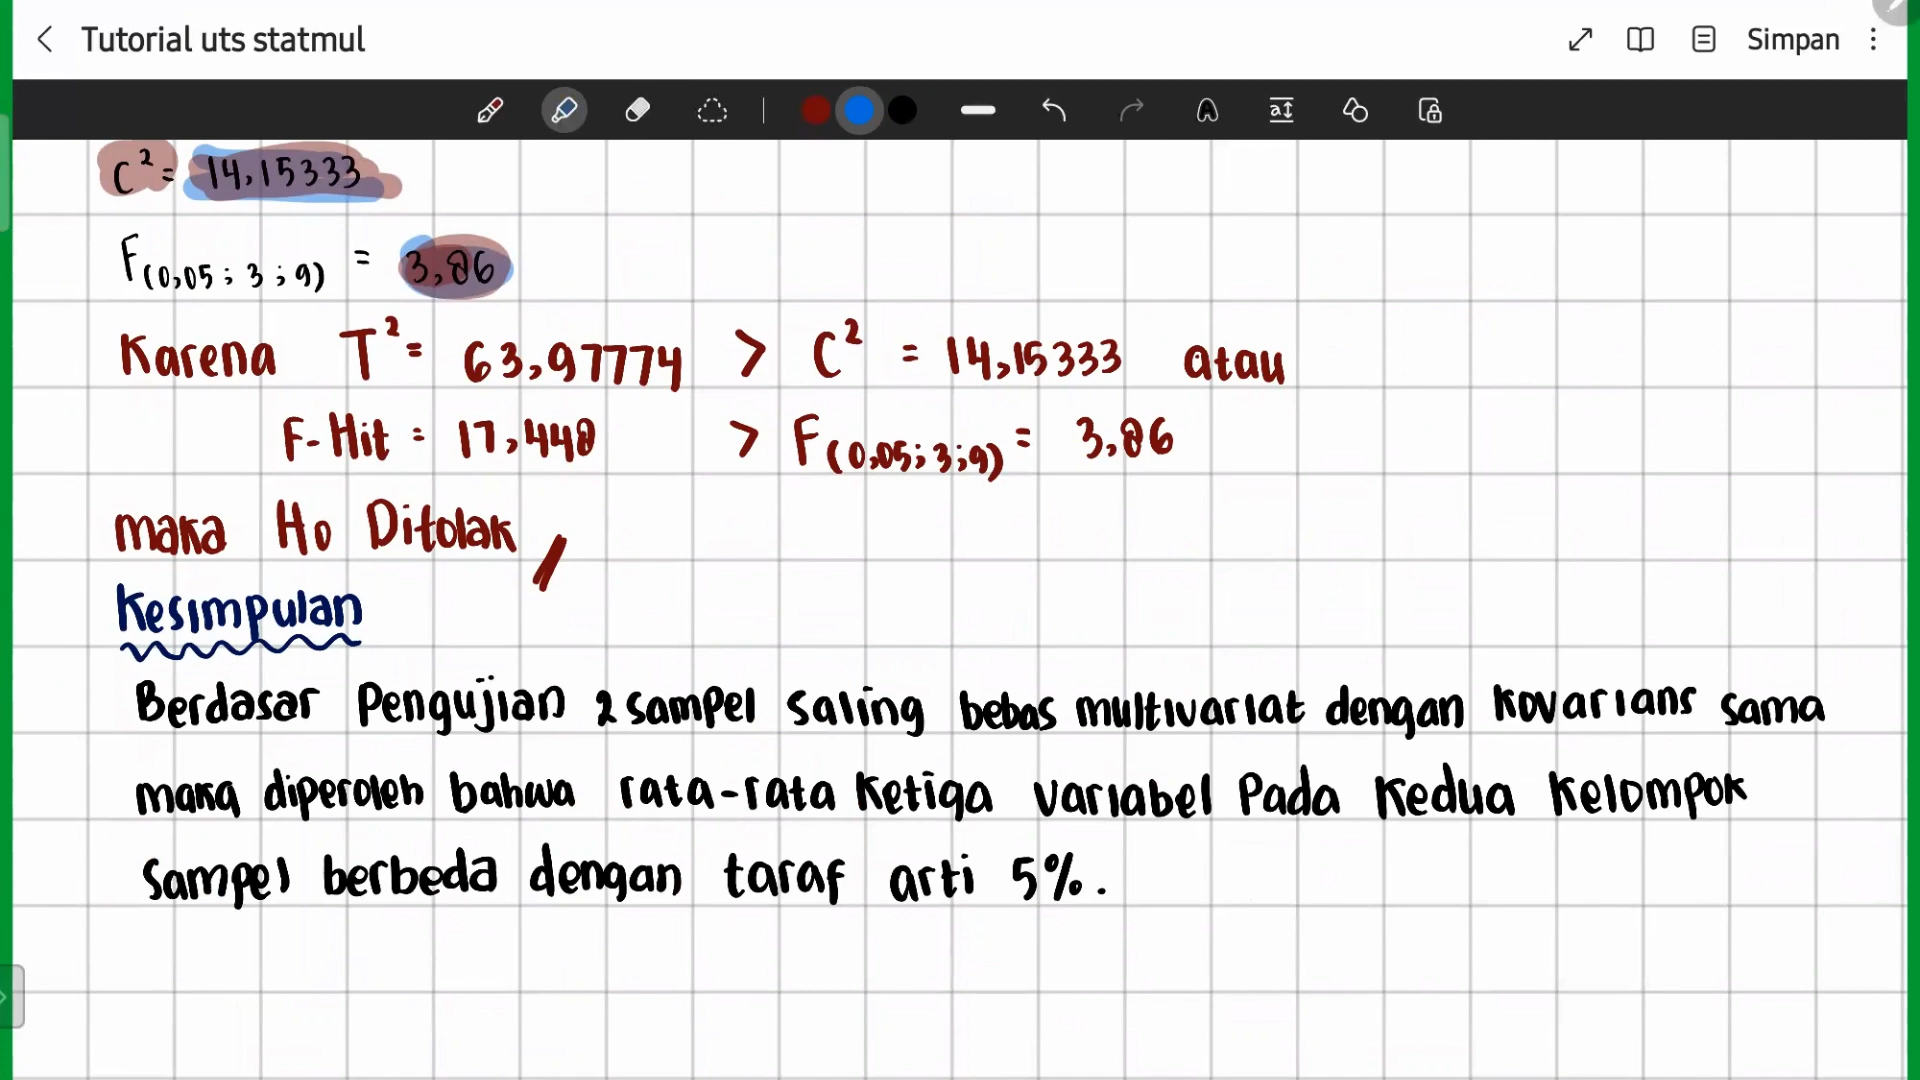 Tutorial uts statmul
Simpan
C² = 14,15333
F(0,05 ; 3 ; 9) = 3,86
Karena T² = 63,97774 > C² = 14,15333 atau
F-Hit = 17,448 > F(0,05; 3; 9) = 3,86
maka H0 Ditolak
Kesimpulan
Berdasar Pengujian 2 sampel saling bebas multivariat dengan kovarians sama
maka diperoleh bahwa rata-rata ketiga variabel Pada Kedua Kelompok
Sampel berbeda dengan taraf arti 5%.